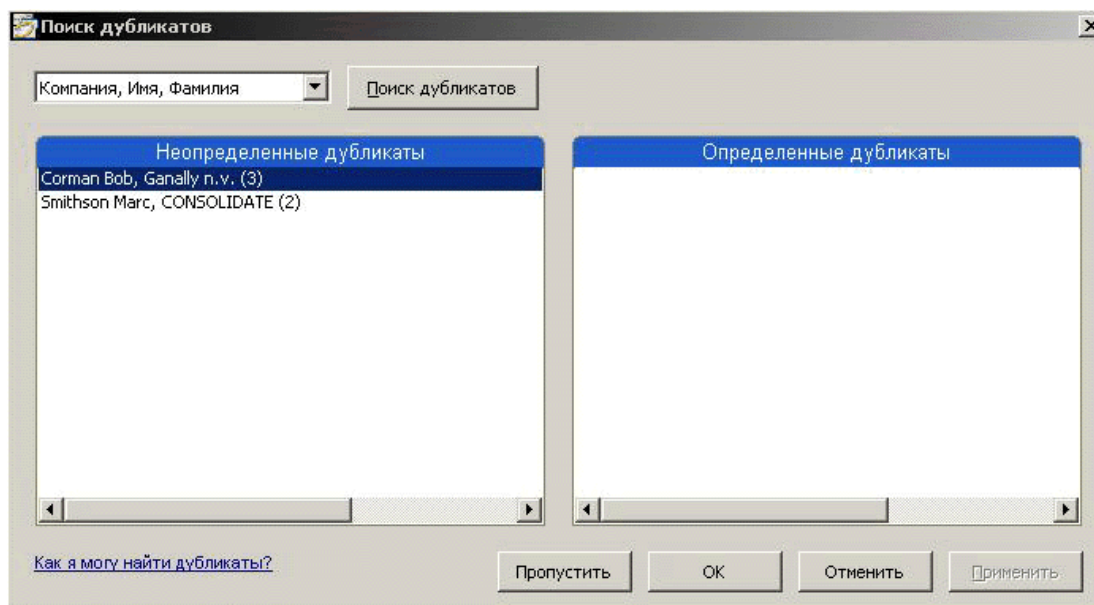 Поиск дубликатов
Компания, Имя, Фамилия
Поиск дубликатов
Неопределенные дубликаты
Corman Bob, Ganally n.v. (3)
Smithson Marc, CONSOLIDATE (2)
Определенные дубликаты
Как я могу найти дубликаты?
Пропустить
OK
Отменить
Применить